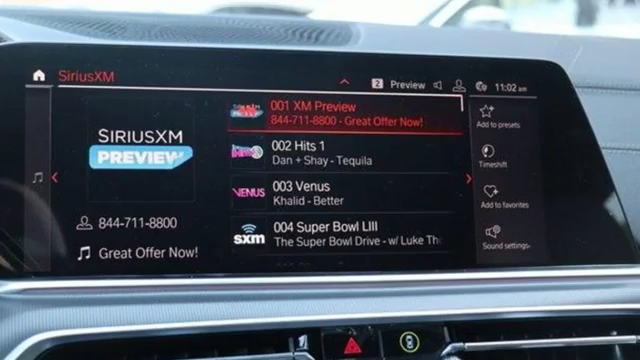 SiriusXM
2 Preview 11:02 am
SIRIUSXM
PREVIEW
844-711-8800
Great Offer Now!
001 XM Preview
844-711-8800 - Great Offer Now!
002 Hits 1
Dan + Shay - Tequila
VENUS
003 Venus
Khalid - Better
sxm
004 Super Bowl LIII
The Super Bowl Drive - w/ Luke Th
Add to presets
Timeshift
Add to favorites
Sound settings